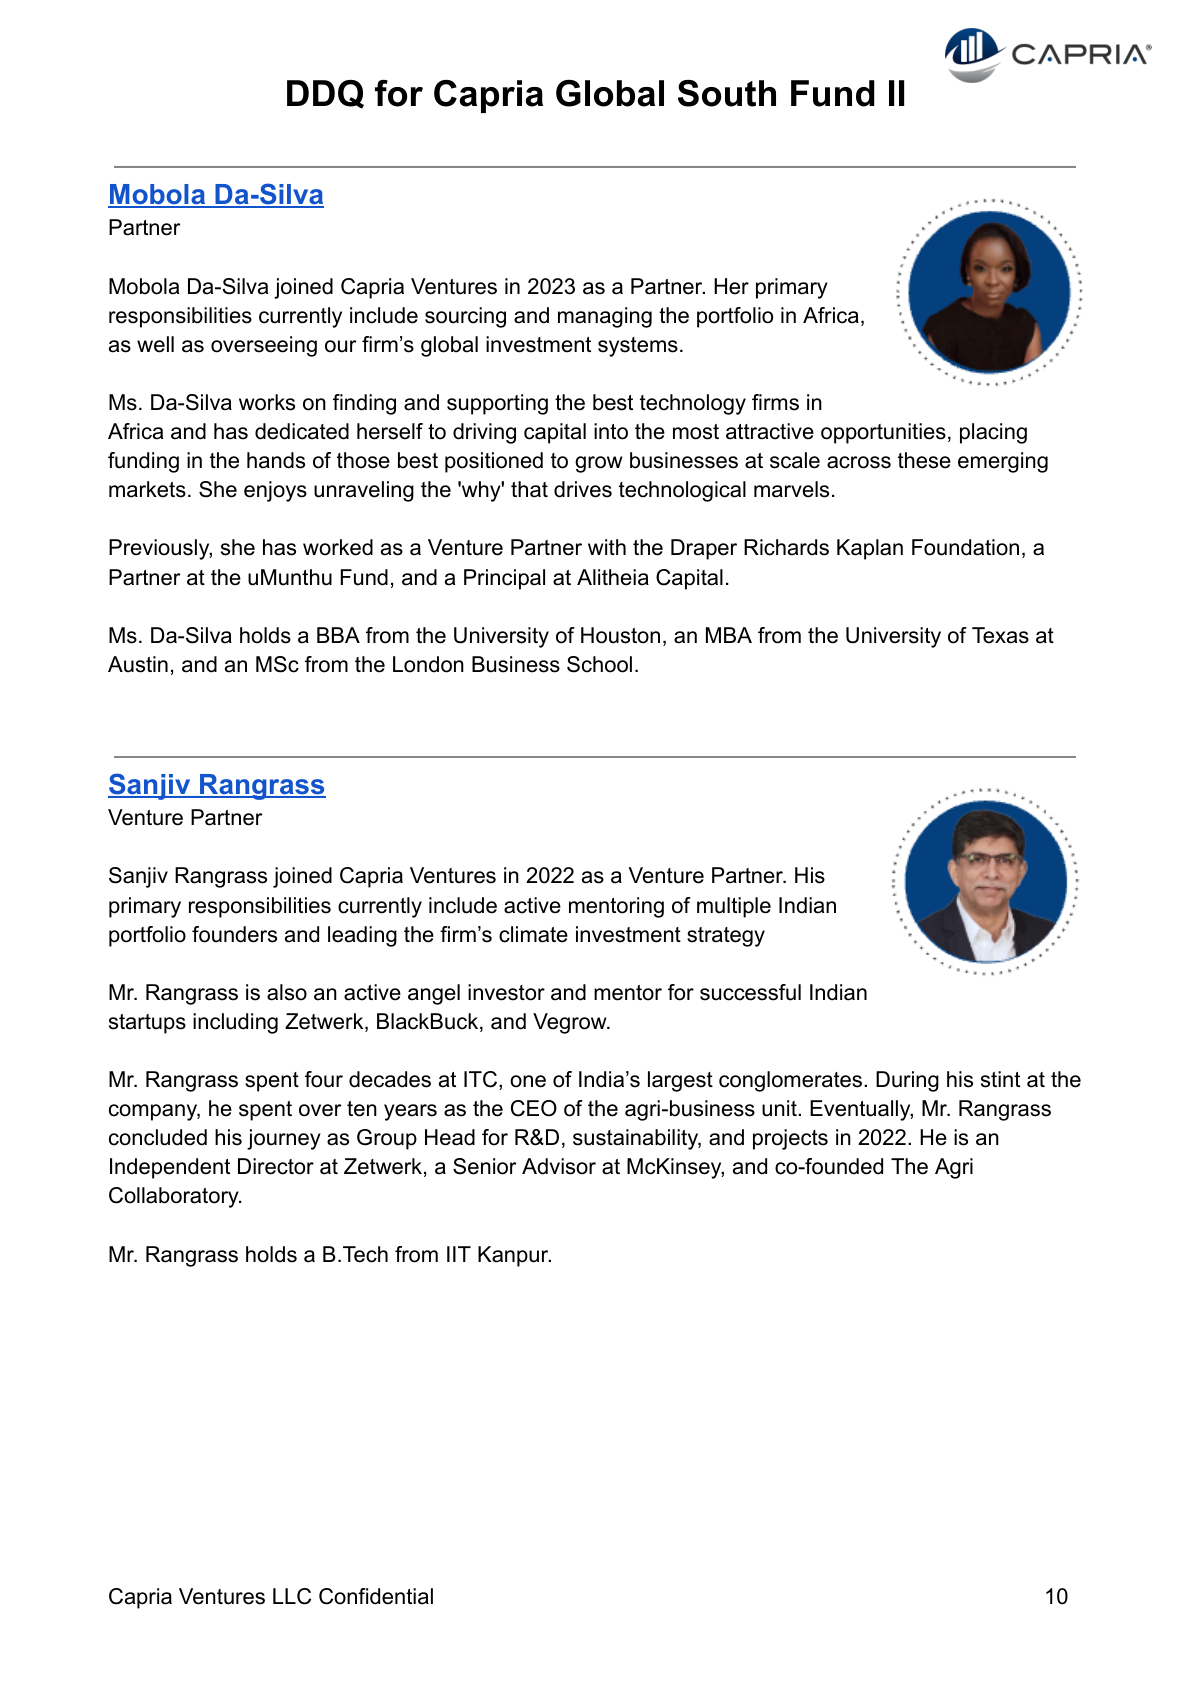 CAPRIA®
DDQ for Capria Global South Fund II
Mobola Da-Silva
Partner
Mobola Da-Silva joined Capria Ventures in 2023 as a Partner. Her primary
responsibilities currently include sourcing and managing the portfolio in Africa,
as well as overseeing our firm’s global investment systems.
Ms. Da-Silva works on finding and supporting the best technology firms in
Africa and has dedicated herself to driving capital into the most attractive opportunities, placing
funding in the hands of those best positioned to grow businesses at scale across these emerging
markets. She enjoys unraveling the 'why' that drives technological marvels.
Previously, she has worked as a Venture Partner with the Draper Richards Kaplan Foundation, a
Partner at the uMunthu Fund, and a Principal at Alitheia Capital.
Ms. Da-Silva holds a BBA from the University of Houston, an MBA from the University of Texas at
Austin, and an MSc from the London Business School.
Sanjiv Rangrass
Venture Partner
Sanjiv Rangrass joined Capria Ventures in 2022 as a Venture Partner. His
primary responsibilities currently include active mentoring of multiple Indian
portfolio founders and leading the firm’s climate investment strategy
Mr. Rangrass is also an active angel investor and mentor for successful Indian
startups including Zetwerk, BlackBuck, and Vegrow.
Mr. Rangrass spent four decades at ITC, one of India’s largest conglomerates. During his stint at the
company, he spent over ten years as the CEO of the agri-business unit. Eventually, Mr. Rangrass
concluded his journey as Group Head for R&D, sustainability, and projects in 2022. He is an
Independent Director at Zetwerk, a Senior Advisor at McKinsey, and co-founded The Agri
Collaboratory.
Mr. Rangrass holds a B.Tech from IIT Kanpur.
Capria Ventures LLC Confidential 10